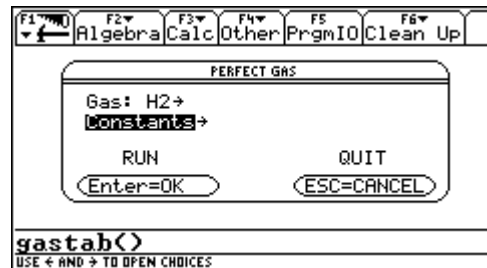 F1 F2 F3 F4 F5 F6
Algebra Calc Other PrgmIO Clean Up
PERFECT GAS
Gas: H2→
Constants→
RUN QUIT
Enter=OK ESC=CANCEL
gastab()
USE ← AND → TO OPEN CHOICES